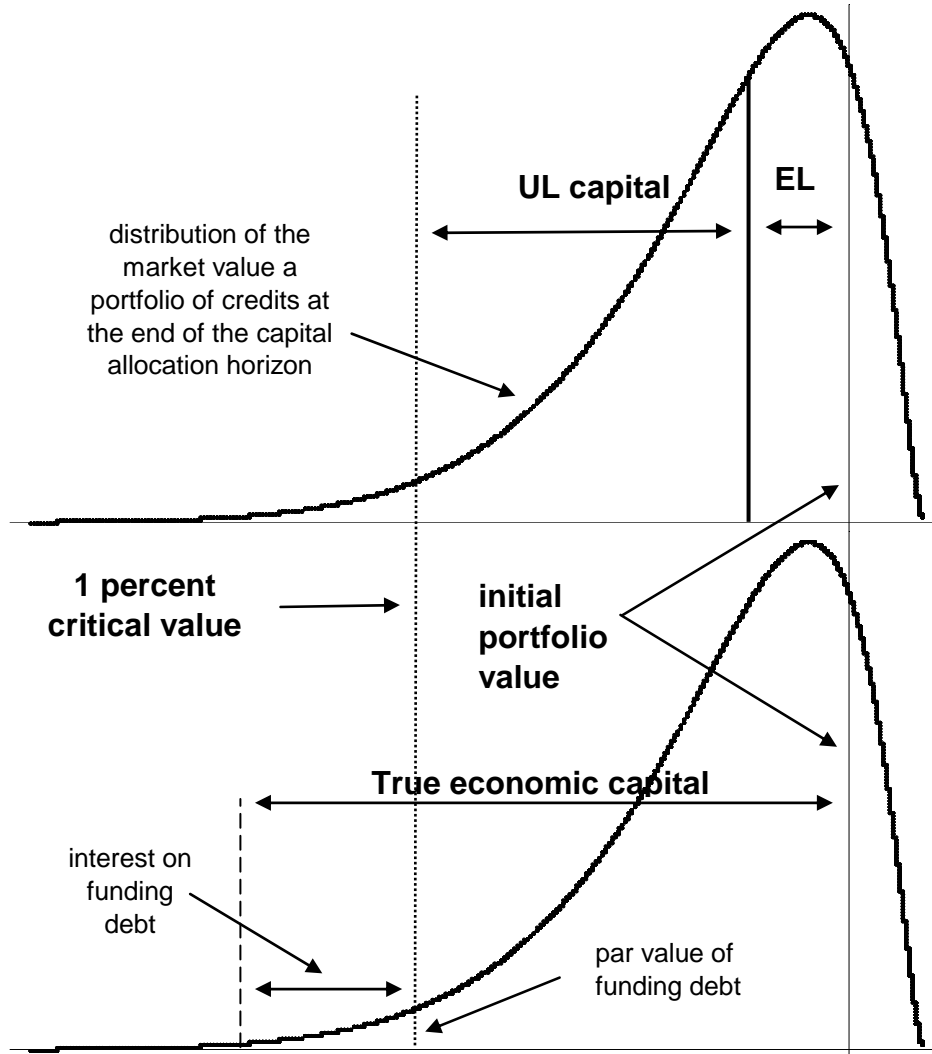 UL capital
EL
distribution of the
market value a
portfolio of credits at
the end of the capital
allocation horizon
1 percent
critical value
initial
portfolio
value
True economic capital
interest on
funding
debt
par value of
funding debt